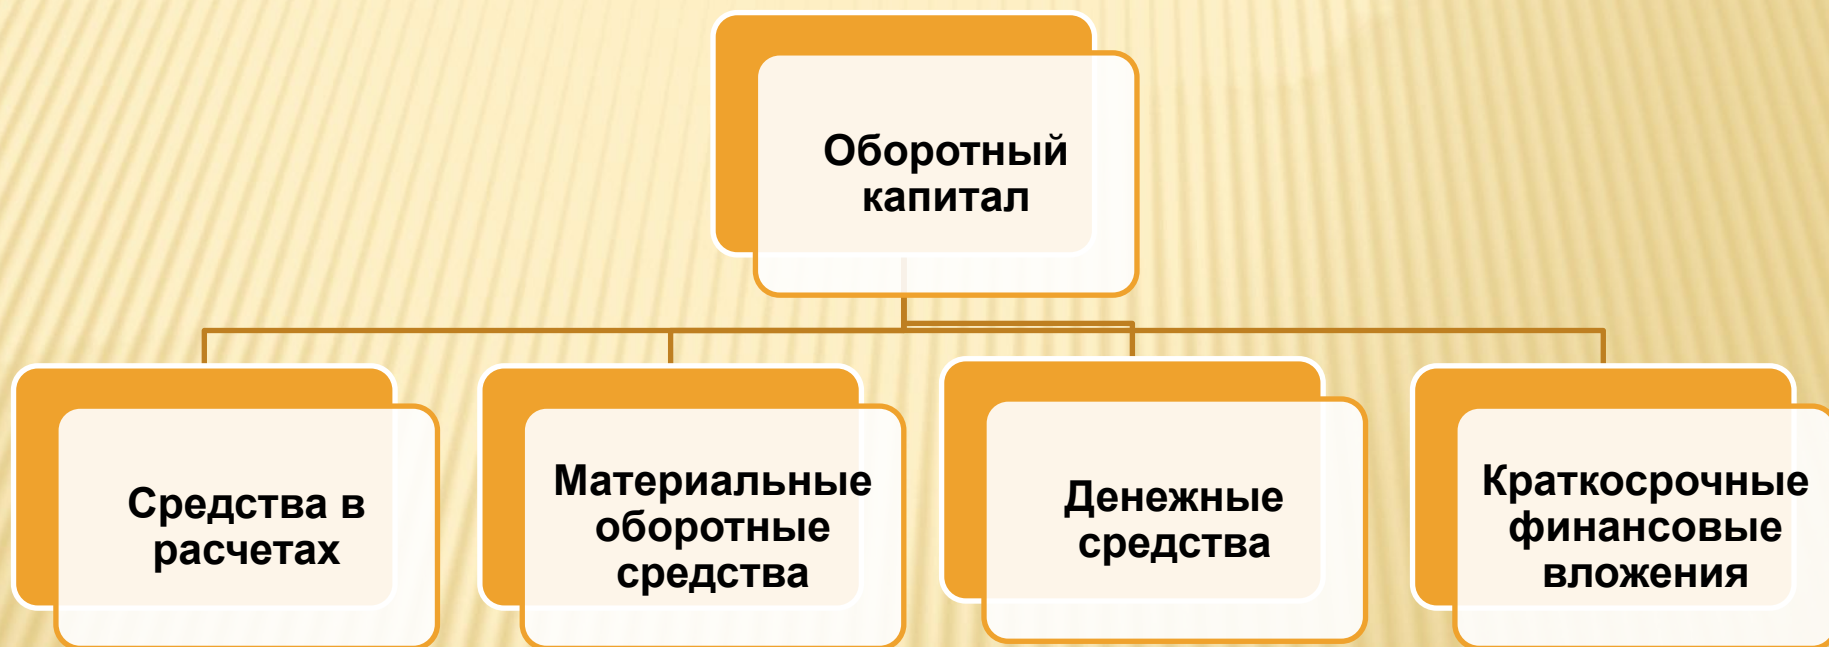 Оборотный
капитал
Средства в
расчетах
Материальные
оборотные
средства
Денежные
средства
Краткосрочные
финансовые
вложения